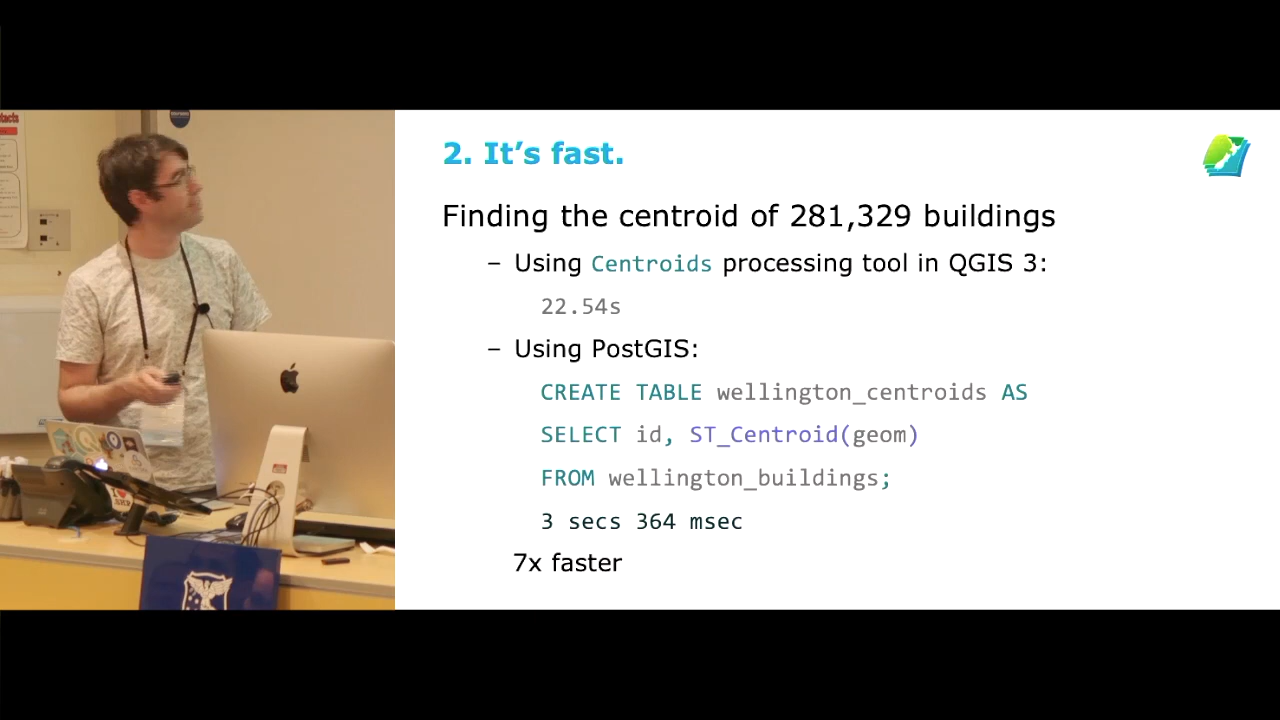 tacts
2. It's fast.
Finding the centroid of 281,329 buildings
– Using Centroids processing tool in QGIS 3:
22.54s
– Using PostGIS:
CREATE TABLE wellington_centroids AS
SELECT id, ST_Centroid(geom)
FROM wellington_buildings;
3 secs 364 msec
7x faster